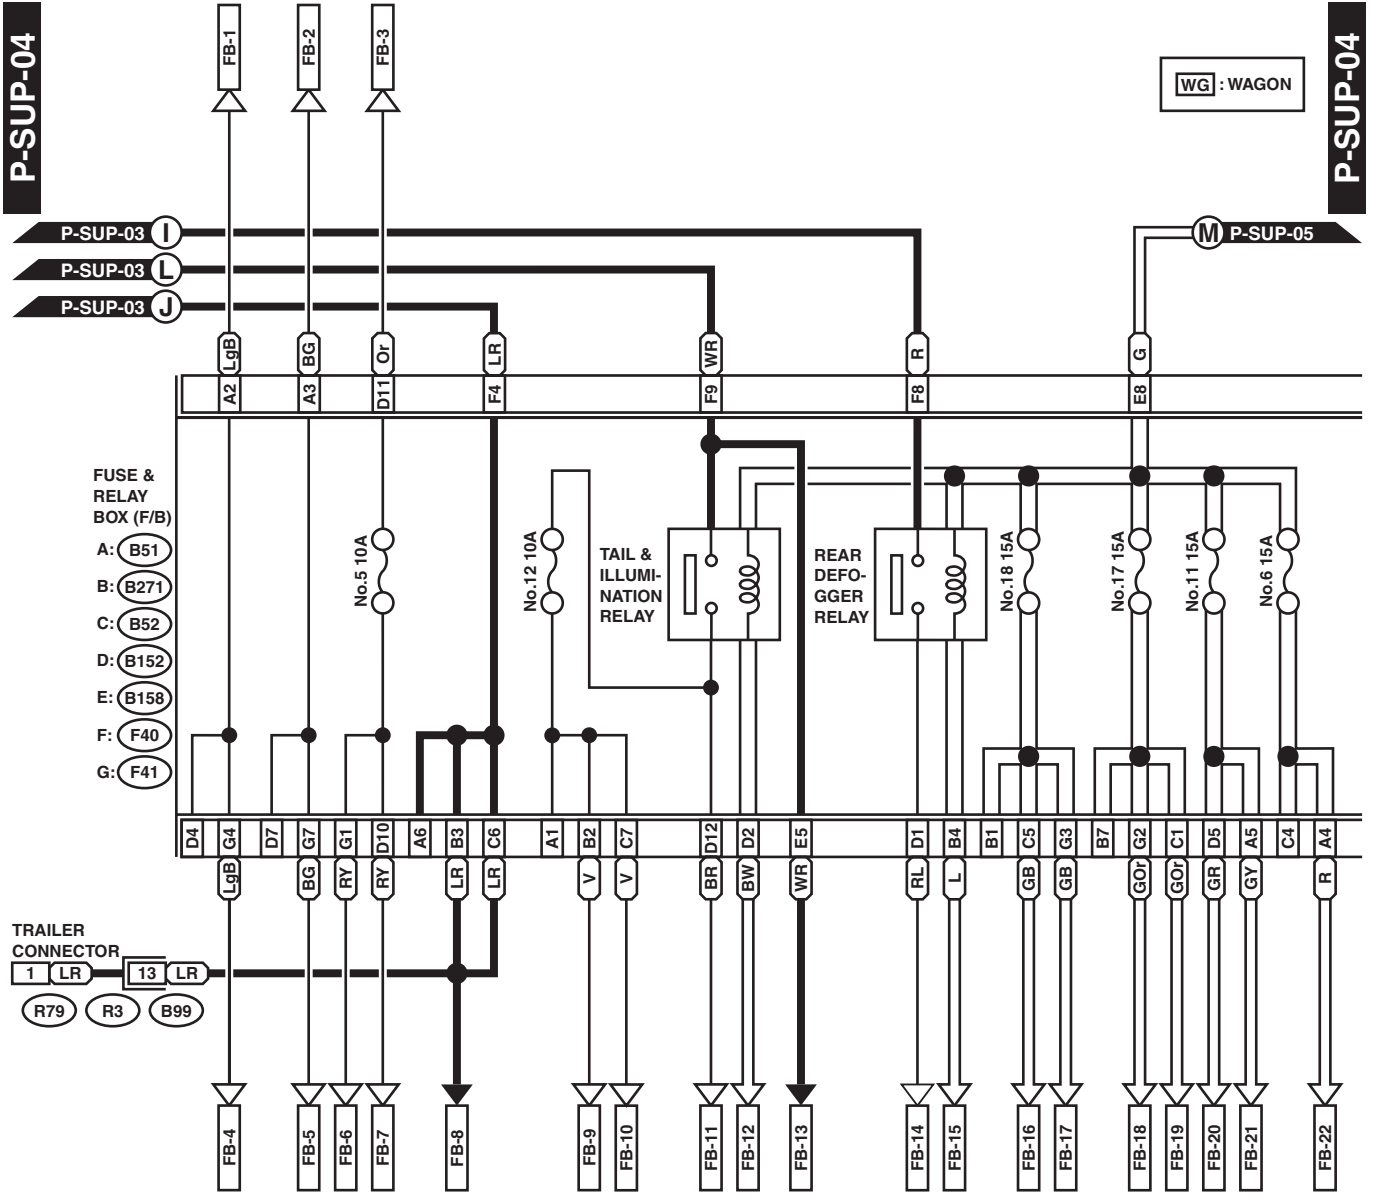 P-SUP-04
P-SUP-04
FB-1
FB-2
FB-3
WG : WAGON
P-SUP-03 I
M P-SUP-05
P-SUP-03 L
P-SUP-03 J
LgB
BG
Or
LR
WR
R
G
A2
A3
D11
F4
F9
F8
E8
FUSE &
RELAY
BOX (F/B)
A: B51
B: B271
C: B52
D: B152
E: B158
F: F40
G: F41
No.5 10A
No.12 10A
TAIL &
ILLUMI-
NATION
RELAY
REAR
DEFO-
GGER
RELAY
No.18 15A
No.17 15A
No.11 15A
No.6 15A
D4
G4
D7
G7
G1
D10
A6
B3
C6
A1
B2
C7
D12
D2
E5
D1
B4
B1
C5
G3
B7
G2
C1
D5
A5
C4
A4
LgB
BG
RY
RY
LR
LR
V
V
BR
BW
WR
RL
L
GB
GB
GOr
GOr
GR
GY
R
TRAILER
CONNECTOR
1 LR 13 LR
R79 R3 B99
FB-4
FB-5
FB-6
FB-7
FB-8
FB-9
FB-10
FB-11
FB-12
FB-13
FB-14
FB-15
FB-16
FB-17
FB-18
FB-19
FB-20
FB-21
FB-22